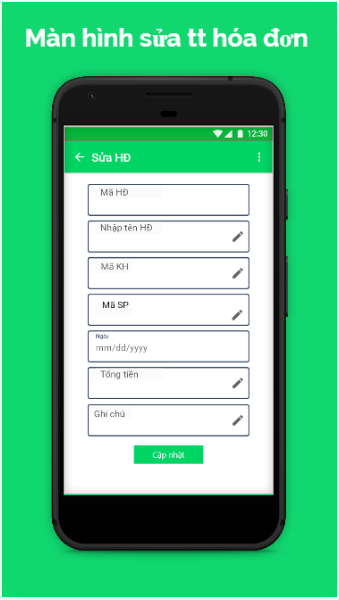 Màn hình sửa tt hóa đơn
12:30
Sửa HĐ
Mã HĐ
Nhập tên HĐ
Mã KH
Mã SP
Ngày
mm/dd/yyyy
Tổng tiền
Ghi chú
Cập nhật